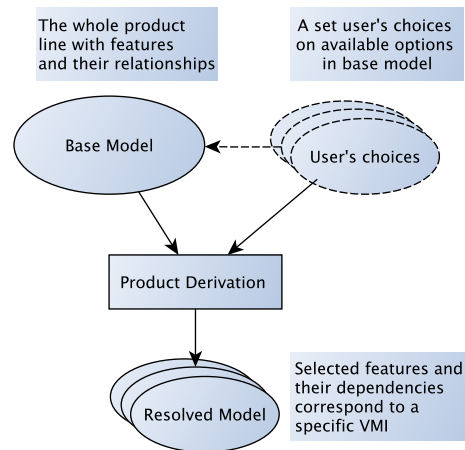 The whole product
line with features
and their relationships
A set user's choices
on available options
in base model
Base Model
User's choices
Product Derivation
Resolved Model
Selected features and
their dependencies
correspond to a
specific VMI